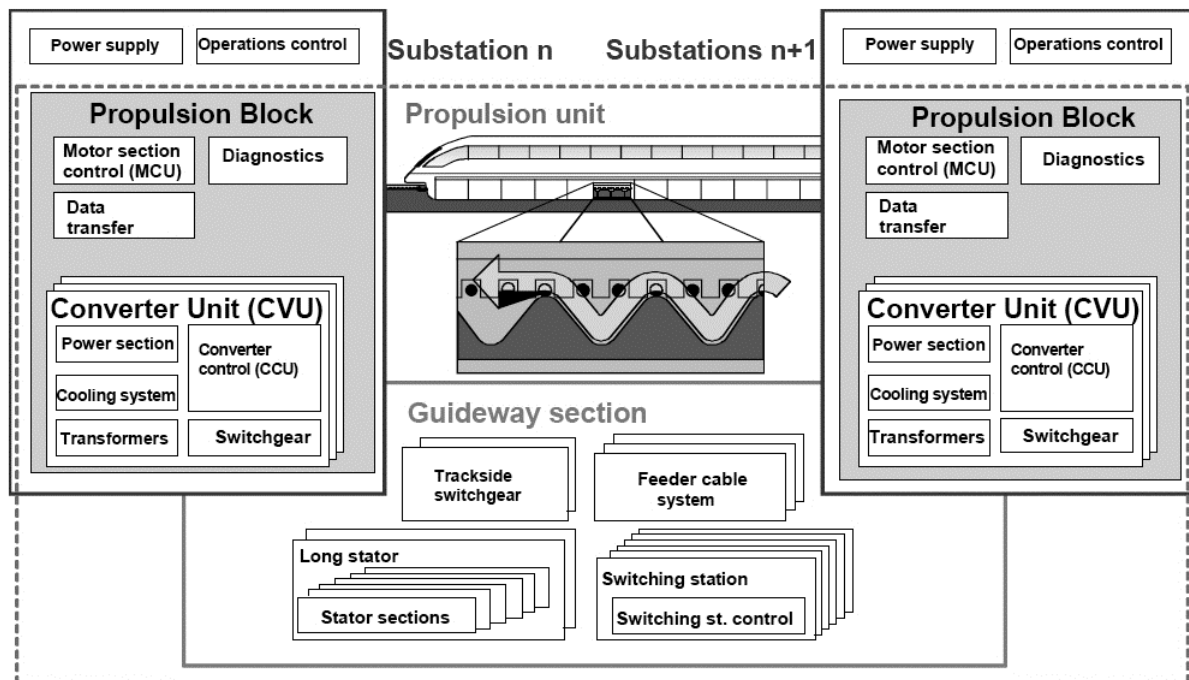 Power supply
Operations control
Substation n
Substations n+1
Power supply
Operations control
Propulsion Block
Motor section
control (MCU)
Diagnostics
Data
transfer
Converter Unit (CVU)
Power section
Converter
control (CCU)
Cooling system
Transformers
Switchgear
Propulsion unit
Propulsion Block
Motor section
control (MCU)
Diagnostics
Data
transfer
Converter Unit (CVU)
Power section
Converter
control (CCU)
Cooling system
Transformers
Switchgear
Guideway section
Trackside
switchgear
Feeder cable
system
Long stator
Stator sections
Switching station
Switching st. control